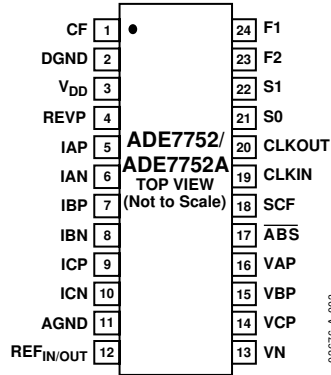 CF 1
DGND 2
VDD 3
REVP 4
IAP 5
IAN 6
IBP 7
IBN 8
ICP 9
ICN 10
AGND 11
REFIN/OUT 12
ADE7752/
ADE7752A
TOP VIEW
(Not to Scale)
24 F1
23 F2
22 S1
21 S0
20 CLKOUT
19 CLKIN
18 SCF
17 ABS
16 VAP
15 VBP
14 VCP
13 VN